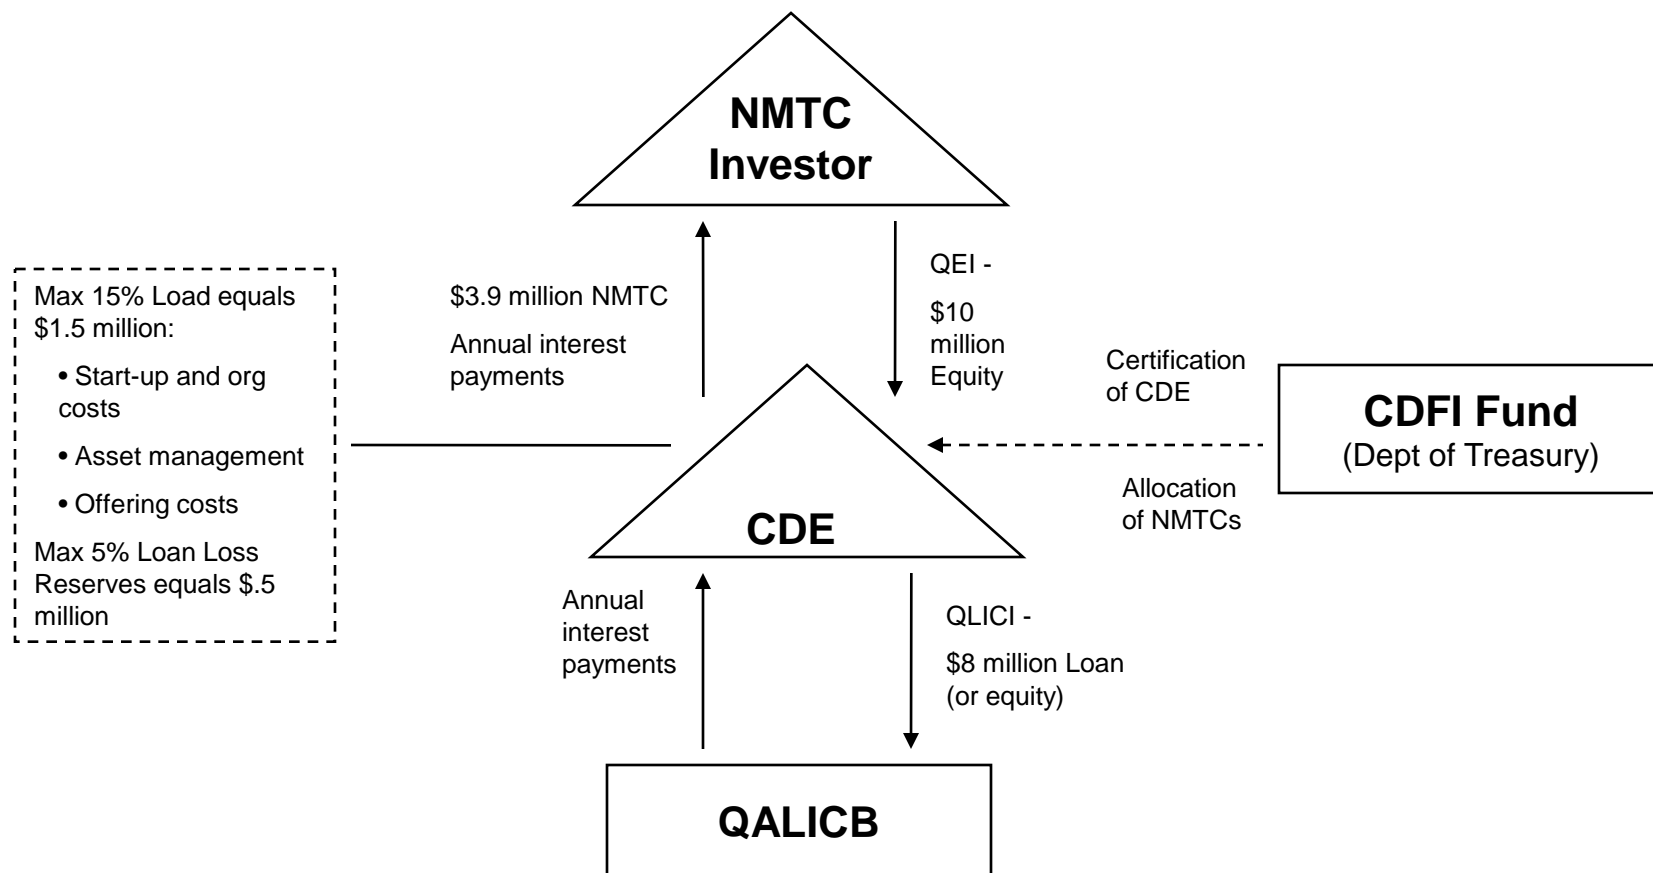 NMTC
Investor
Max 15% Load equals
$1.5 million:
• Start-up and org
costs
• Asset management
• Offering costs
Max 5% Loan Loss
Reserves equals $.5
million
$3.9 million NMTC
Annual interest
payments
QEI -
$10
million
Equity
Certification
of CDE
CDFI Fund
(Dept of Treasury)
Allocation
of NMTCs
CDE
Annual
interest
payments
QLICI -
$8 million Loan
(or equity)
QALICB